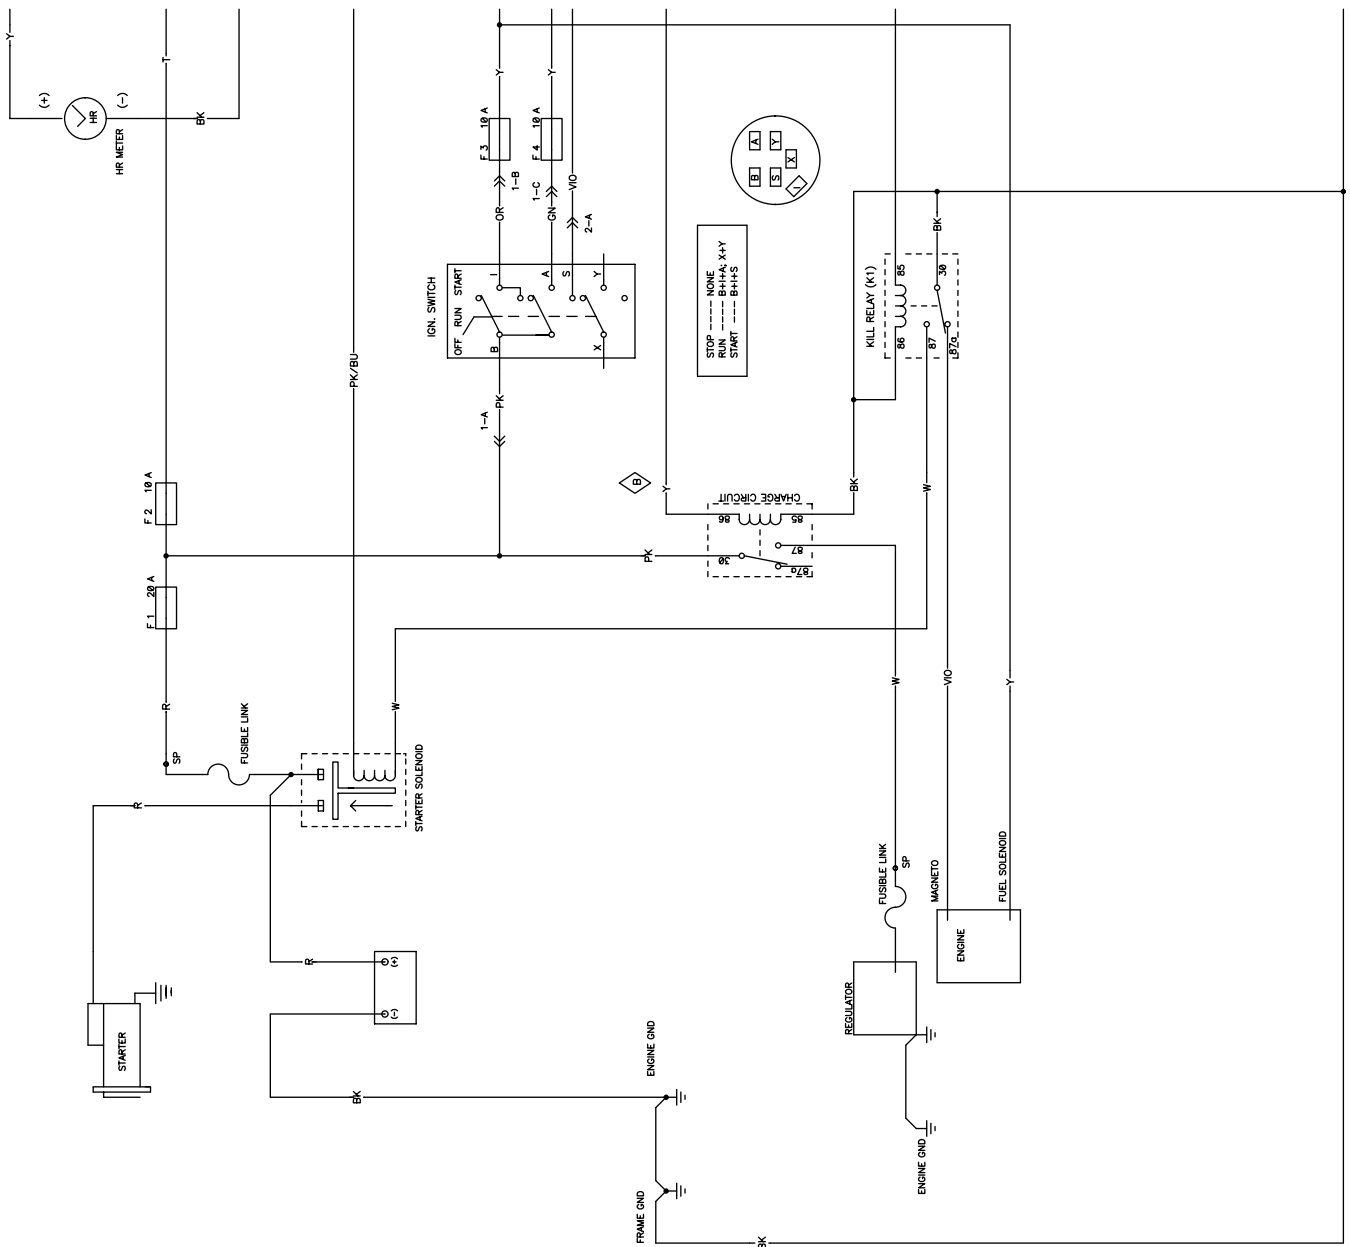 Y
(+)
HR
(-)
HR METER
BK
T
F 2 10 A
F 1 20 A
R
SP
FUSIBLE LINK
PK/BU
W
STARTER SOLENOID
R
R
(+)
(-)
STARTER
BK
Y
F 3 10 A
1-B
OR
Y
F 4 10 A
1-C
GN
VIO
2-A
IGN. SWITCH
OFF RUN START
I
A
S
Y
B
X
1-A
PK
B
A
Y
X
B
S
I
STOP ---- NONE
RUN ---- B+I+A; X+Y
START --- B+I+S
KILL RELAY (K1)
85
30
86
87
87a
BK
Y
CHARGE CIRCUIT
86
85
30
87
87a
BK
PK
W
W
VIO
Y
FUSIBLE LINK
SP
MAGNETO
FUEL SOLENOID
ENGINE
REGULATOR
ENGINE GND
ENGINE GND
FRAME GND
BK